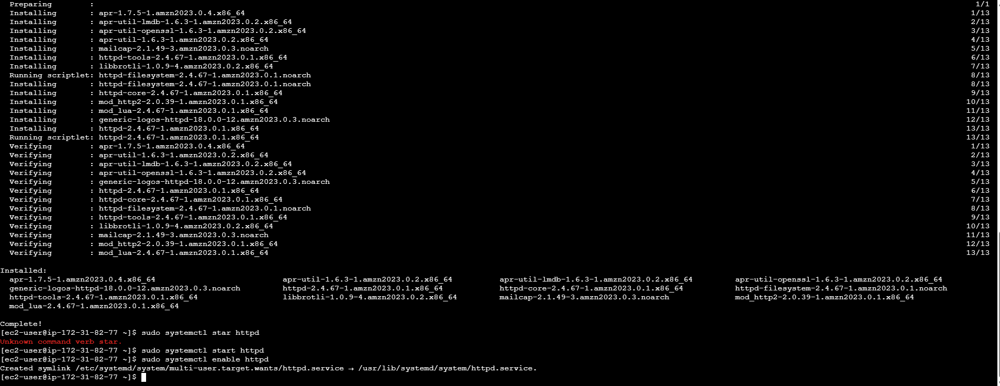 Preparing        :                                                  1/1
Installing       : apr-1.7.5-1.amzn2023.0.4.x86_64                  1/13
Installing       : apr-util-lmdb-1.6.3-1.amzn2023.0.2.x86_64        2/13
Installing       : apr-util-openssl-1.6.3-1.amzn2023.0.2.x86_64     3/13
Installing       : apr-util-1.6.3-1.amzn2023.0.2.x86_64             4/13
Installing       : mailcap-2.1.49-3.amzn2023.0.3.noarch             5/13
Installing       : httpd-tools-2.4.67-1.amzn2023.0.1.x86_64         6/13
Installing       : libbrotli-1.0.9-4.amzn2023.0.2.x86_64            7/13
Running scriptlet: httpd-filesystem-2.4.67-1.amzn2023.0.1.noarch    8/13
Installing       : httpd-filesystem-2.4.67-1.amzn2023.0.1.noarch    8/13
Installing       : httpd-core-2.4.67-1.amzn2023.0.1.x86_64          9/13
Installing       : mod_http2-2.0.39-1.amzn2023.0.1.x86_64           10/13
Installing       : mod_lua-2.4.67-1.amzn2023.0.1.x86_64             11/13
Installing       : generic-logos-httpd-18.0.0-12.amzn2023.0.3.noarch 12/13
Installing       : httpd-2.4.67-1.amzn2023.0.1.x86_64               13/13
Running scriptlet: httpd-2.4.67-1.amzn2023.0.1.x86_64               13/13
Verifying        : apr-1.7.5-1.amzn2023.0.4.x86_64                  1/13
Verifying        : apr-util-1.6.3-1.amzn2023.0.2.x86_64             2/13
Verifying        : apr-util-lmdb-1.6.3-1.amzn2023.0.2.x86_64        3/13
Verifying        : apr-util-openssl-1.6.3-1.amzn2023.0.2.x86_64     4/13
Verifying        : generic-logos-httpd-18.0.0-12.amzn2023.0.3.noarch 5/13
Verifying        : httpd-2.4.67-1.amzn2023.0.1.x86_64               6/13
Verifying        : httpd-core-2.4.67-1.amzn2023.0.1.x86_64          7/13
Verifying        : httpd-filesystem-2.4.67-1.amzn2023.0.1.noarch    8/13
Verifying        : httpd-tools-2.4.67-1.amzn2023.0.1.x86_64         9/13
Verifying        : libbrotli-1.0.9-4.amzn2023.0.2.x86_64            10/13
Verifying        : mailcap-2.1.49-3.amzn2023.0.3.noarch             11/13
Verifying        : mod_http2-2.0.39-1.amzn2023.0.1.x86_64           12/13
Verifying        : mod_lua-2.4.67-1.amzn2023.0.1.x86_64             13/13
Installed:
apr-1.7.5-1.amzn2023.0.4.x86_64 apr-util-1.6.3-1.amzn2023.0.2.x86_64 apr-util-lmdb-1.6.3-1.amzn2023.0.2.x86_64 apr-util-openssl-1.6.3-1.amzn2023.0.2.x86_64
generic-logos-httpd-18.0.0-12.amzn2023.0.3.noarch httpd-2.4.67-1.amzn2023.0.1.x86_64 httpd-core-2.4.67-1.amzn2023.0.1.x86_64 httpd-filesystem-2.4.67-1.amzn2023.0.1.noarch
httpd-tools-2.4.67-1.amzn2023.0.1.x86_64 libbrotli-1.0.9-4.amzn2023.0.2.x86_64 mailcap-2.1.49-3.amzn2023.0.3.noarch mod_http2-2.0.39-1.amzn2023.0.1.x86_64
mod_lua-2.4.67-1.amzn2023.0.1.x86_64
Complete!
[ec2-user@ip-172-31-82-77 ~]$ sudo systemctl star httpd
Unknown command verb star.
[ec2-user@ip-172-31-82-77 ~]$ sudo systemctl start httpd
[ec2-user@ip-172-31-82-77 ~]$ sudo systemctl enable httpd
Created symlink /etc/systemd/system/multi-user.target.wants/httpd.service → /usr/lib/systemd/system/httpd.service.
[ec2-user@ip-172-31-82-77 ~]$